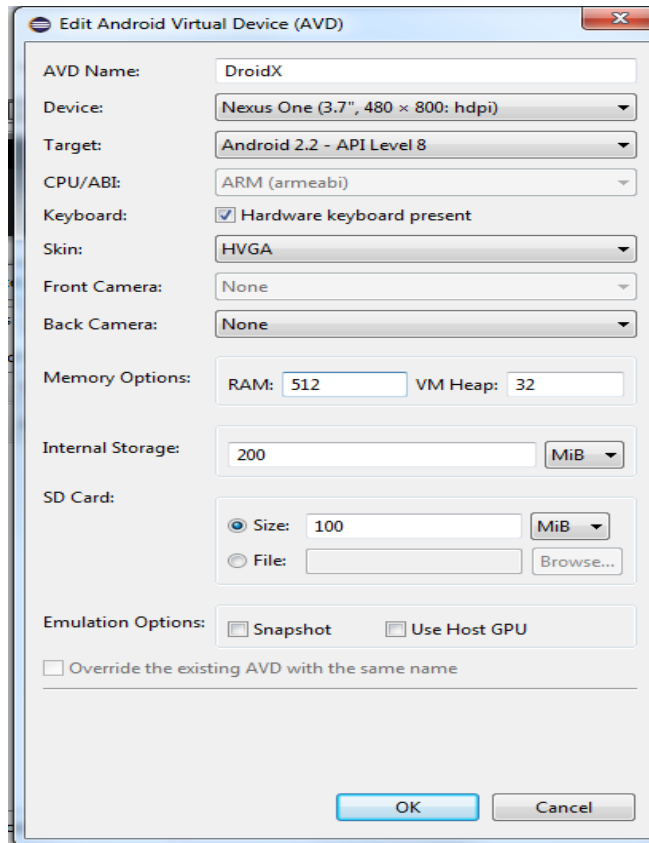 Edit Android Virtual Device (AVD)
AVD Name: DroidX
Device: Nexus One (3.7", 480 × 800: hdpi)
Target: Android 2.2 - API Level 8
CPU/ABI: ARM (armeabi)
Keyboard: Hardware keyboard present
Skin: HVGA
Front Camera: None
Back Camera: None
Memory Options: RAM: 512 VM Heap: 32
Internal Storage: 200 MiB
SD Card:
Size: 100 MiB
File: Browse...
Emulation Options: Snapshot Use Host GPU
Override the existing AVD with the same name
OK Cancel